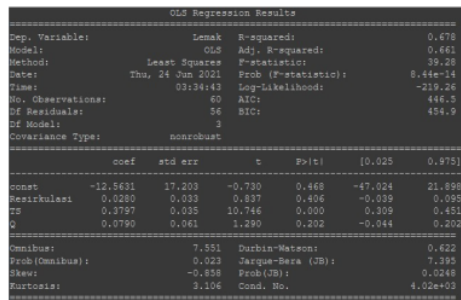 OLS Regression Results
Dep. Variable: Lemak R-squared: 0.678
Model: OLS Adj. R-squared: 0.661
Method: Least Squares F-statistic: 39.28
Date: Thu, 24 Jun 2021 Prob (F-statistic): 8.44e-14
Time: 03:34:43 Log-Likelihood: -219.26
No. Observations: 60 AIC: 446.5
Df Residuals: 56 BIC: 454.9
Df Model: 3
Covariance Type: nonrobust
coef std err t P>|t| [0.025 0.975]
const -12.5631 17.203 -0.730 0.468 -47.024 21.898
Resirkulasi 0.0280 0.033 0.837 0.406 -0.039 0.095
TS 0.3797 0.035 10.746 0.000 0.309 0.451
Q 0.0790 0.061 1.290 0.202 -0.044 0.202
Omnibus: 7.551 Durbin-Watson: 0.622
Prob(Omnibus): 0.023 Jarque-Bera (JB): 7.395
Skew: -0.858 Prob(JB): 0.0248
Kurtosis: 3.106 Cond. No. 4.02e+03